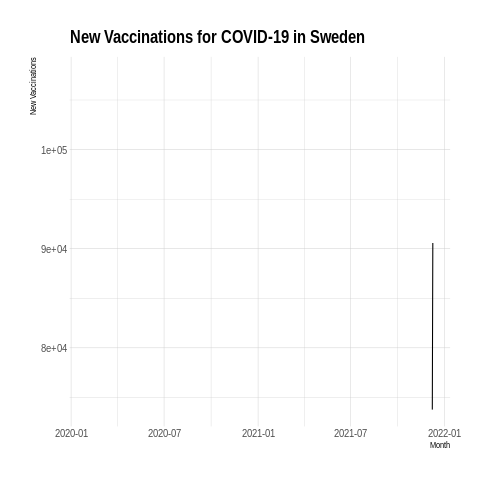 New Vaccinations for COVID-19 in Sweden
New Vaccinations
1e+05
9e+04
8e+04
2020-01
2020-07
2021-01
2021-07
2022-01
Month